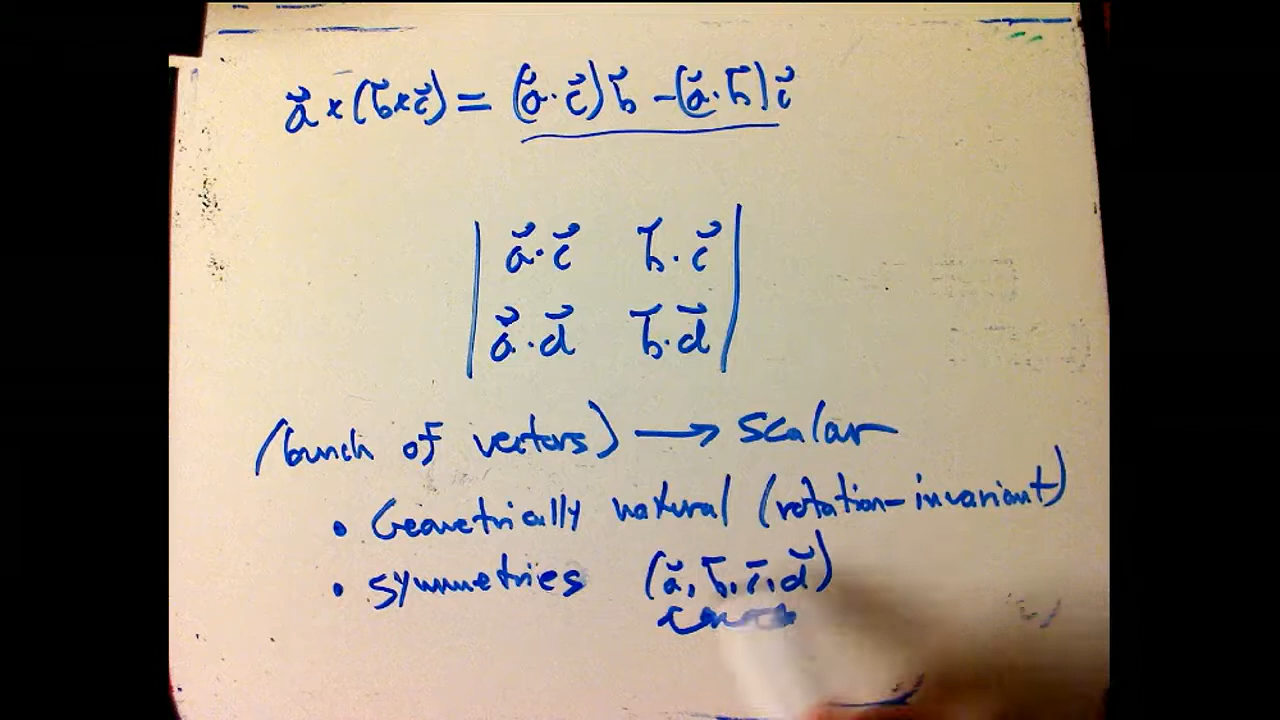 a⃗ × (b⃗ × c⃗) = (a⃗ · c⃗) b⃗ - (a⃗ · b⃗) c⃗
| a⃗ · c⃗  b⃗ · c⃗ |
| a⃗ · d⃗  b⃗ · d⃗ |
(bunch of vectors) → scalar
• Geometrically natural (rotation-invariant)
• symmetries (a⃗, b⃗, c⃗, d⃗)